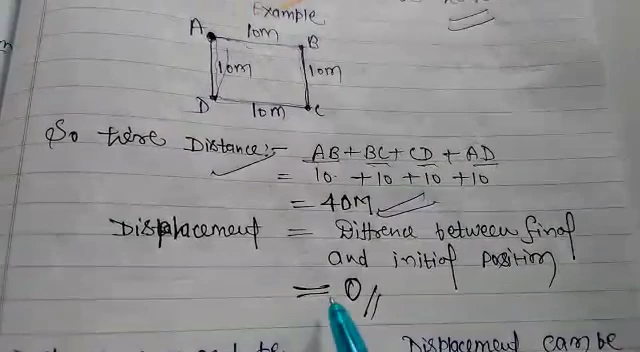 Example
A 10m B
10m 10m
D 10m C
So here Distance:- AB + BC + CD + AD
= 10. +10 +10 +10
= 40M
Displacement = Diffrence between final
and initial position
= 0
Displacement can be